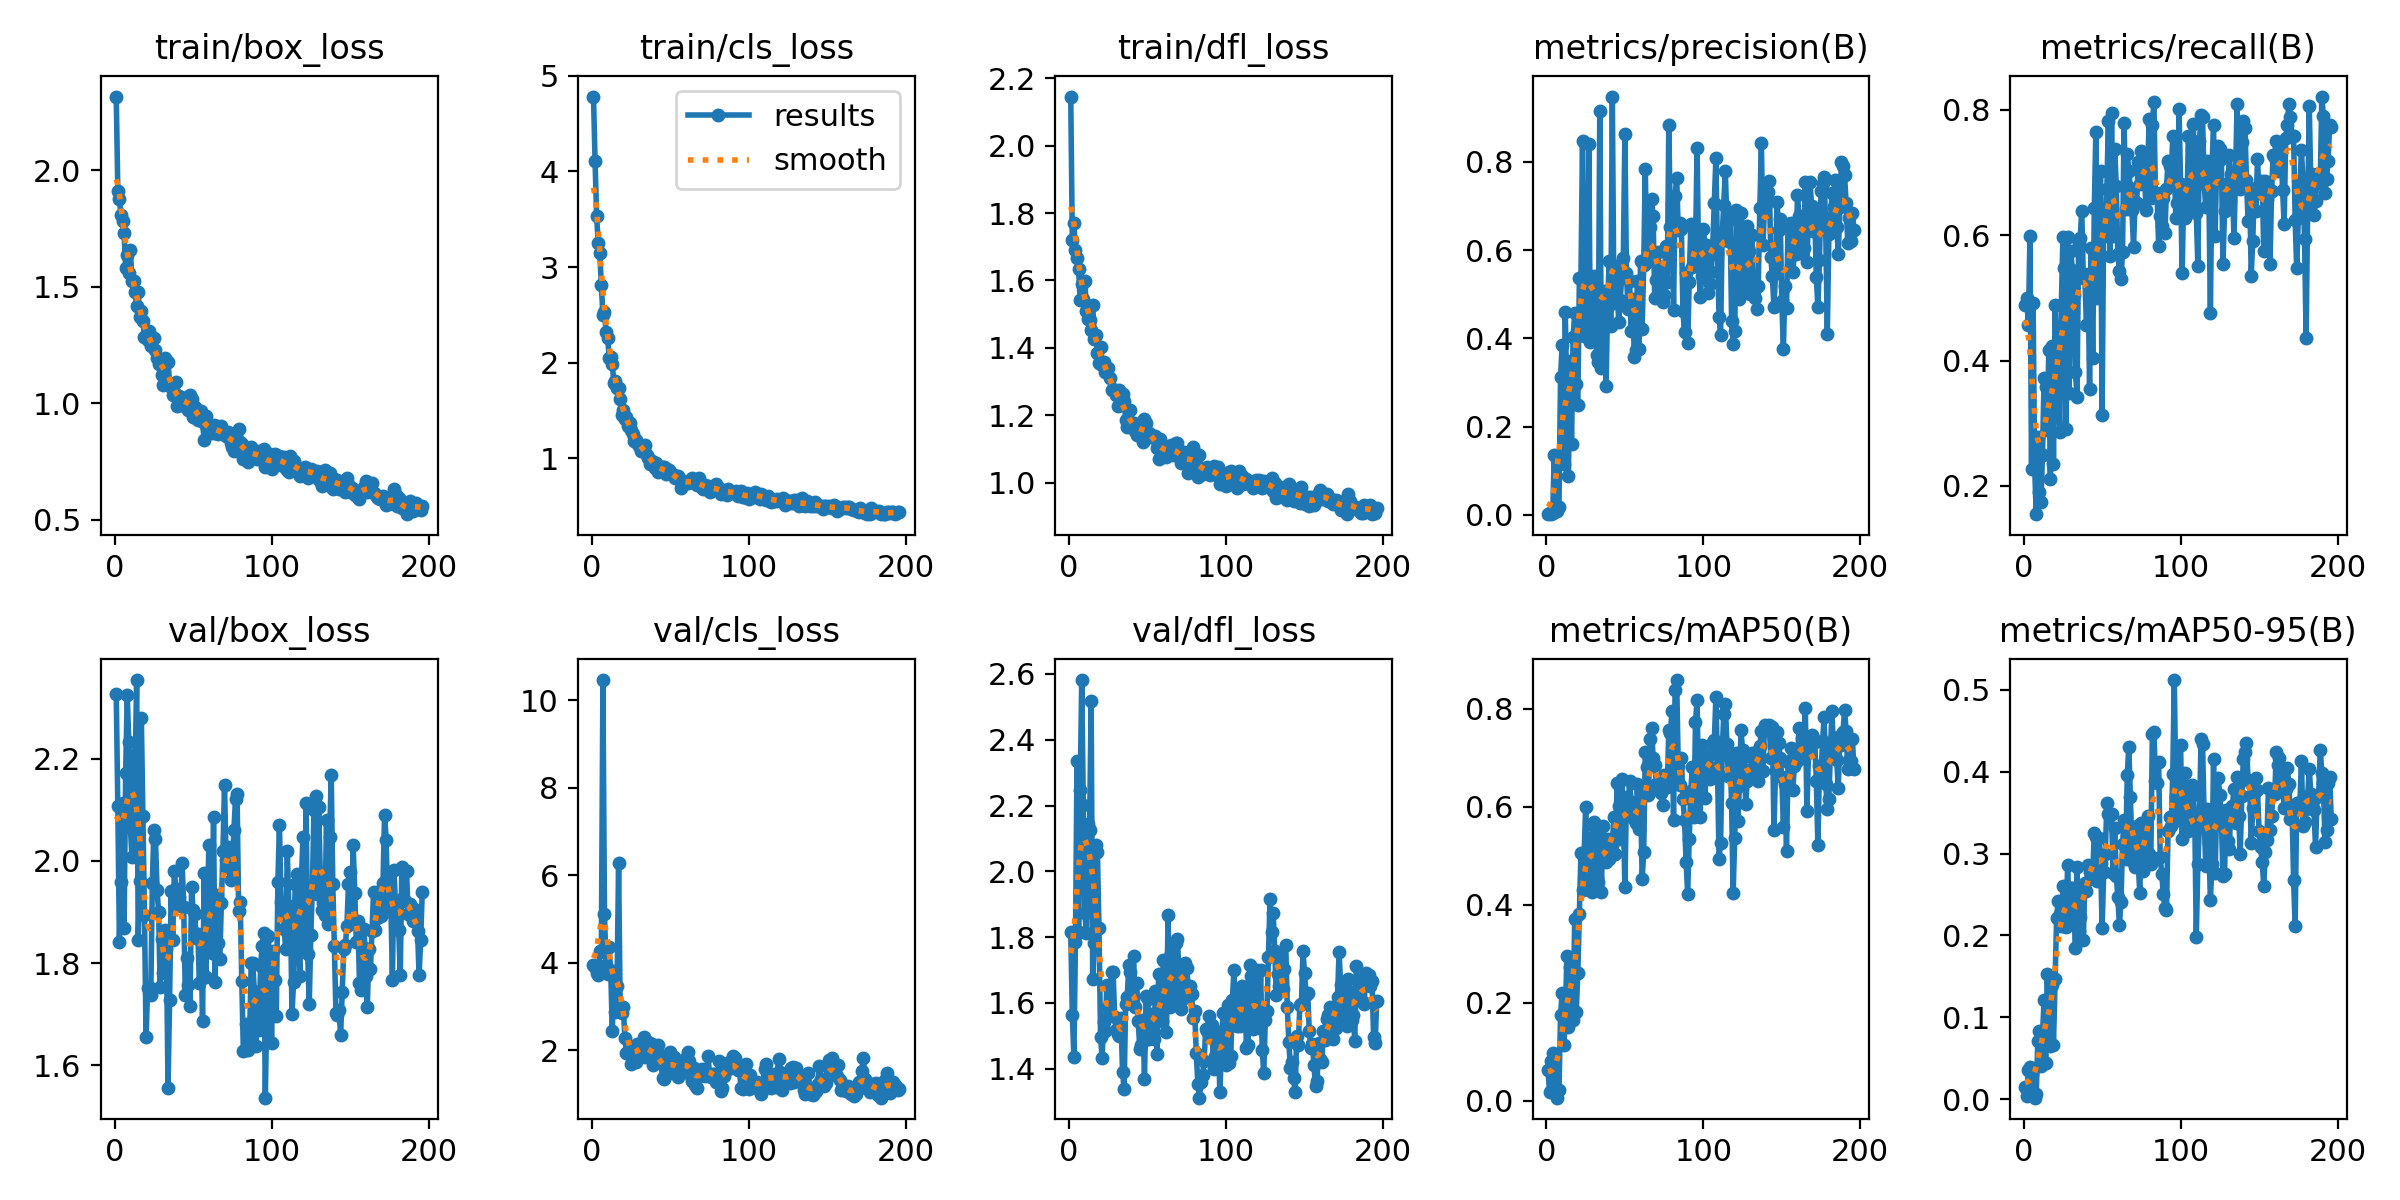 train/box_loss
train/cls_loss
train/dfl_loss
metrics/precision(B)
metrics/recall(B)
2.0
1.5
1.0
0.5
0 100 200
5
4
3
2
1
results
smooth
0 100 200
2.2
2.0
1.8
1.6
1.4
1.2
1.0
0 100 200
0.8
0.6
0.4
0.2
0.0
0 100 200
0.8
0.6
0.4
0.2
0 100 200
val/box_loss
val/cls_loss
val/dfl_loss
metrics/mAP50(B)
metrics/mAP50-95(B)
2.2
2.0
1.8
1.6
0 100 200
10
8
6
4
2
0 100 200
2.6
2.4
2.2
2.0
1.8
1.6
1.4
0 100 200
0.8
0.6
0.4
0.2
0.0
0 100 200
0.5
0.4
0.3
0.2
0.1
0.0
0 100 200